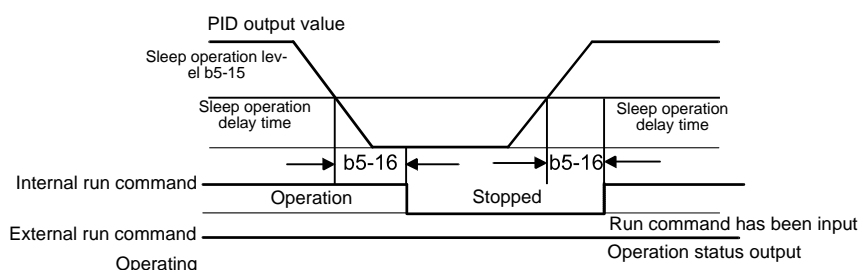 PID output value
Sleep operation lev-
el b5-15
Sleep operation
delay time
Sleep operation
delay time
b5-16
b5-16
Internal run command
Operation
Stopped
Run command has been input
External run command
Operation status output
Operating